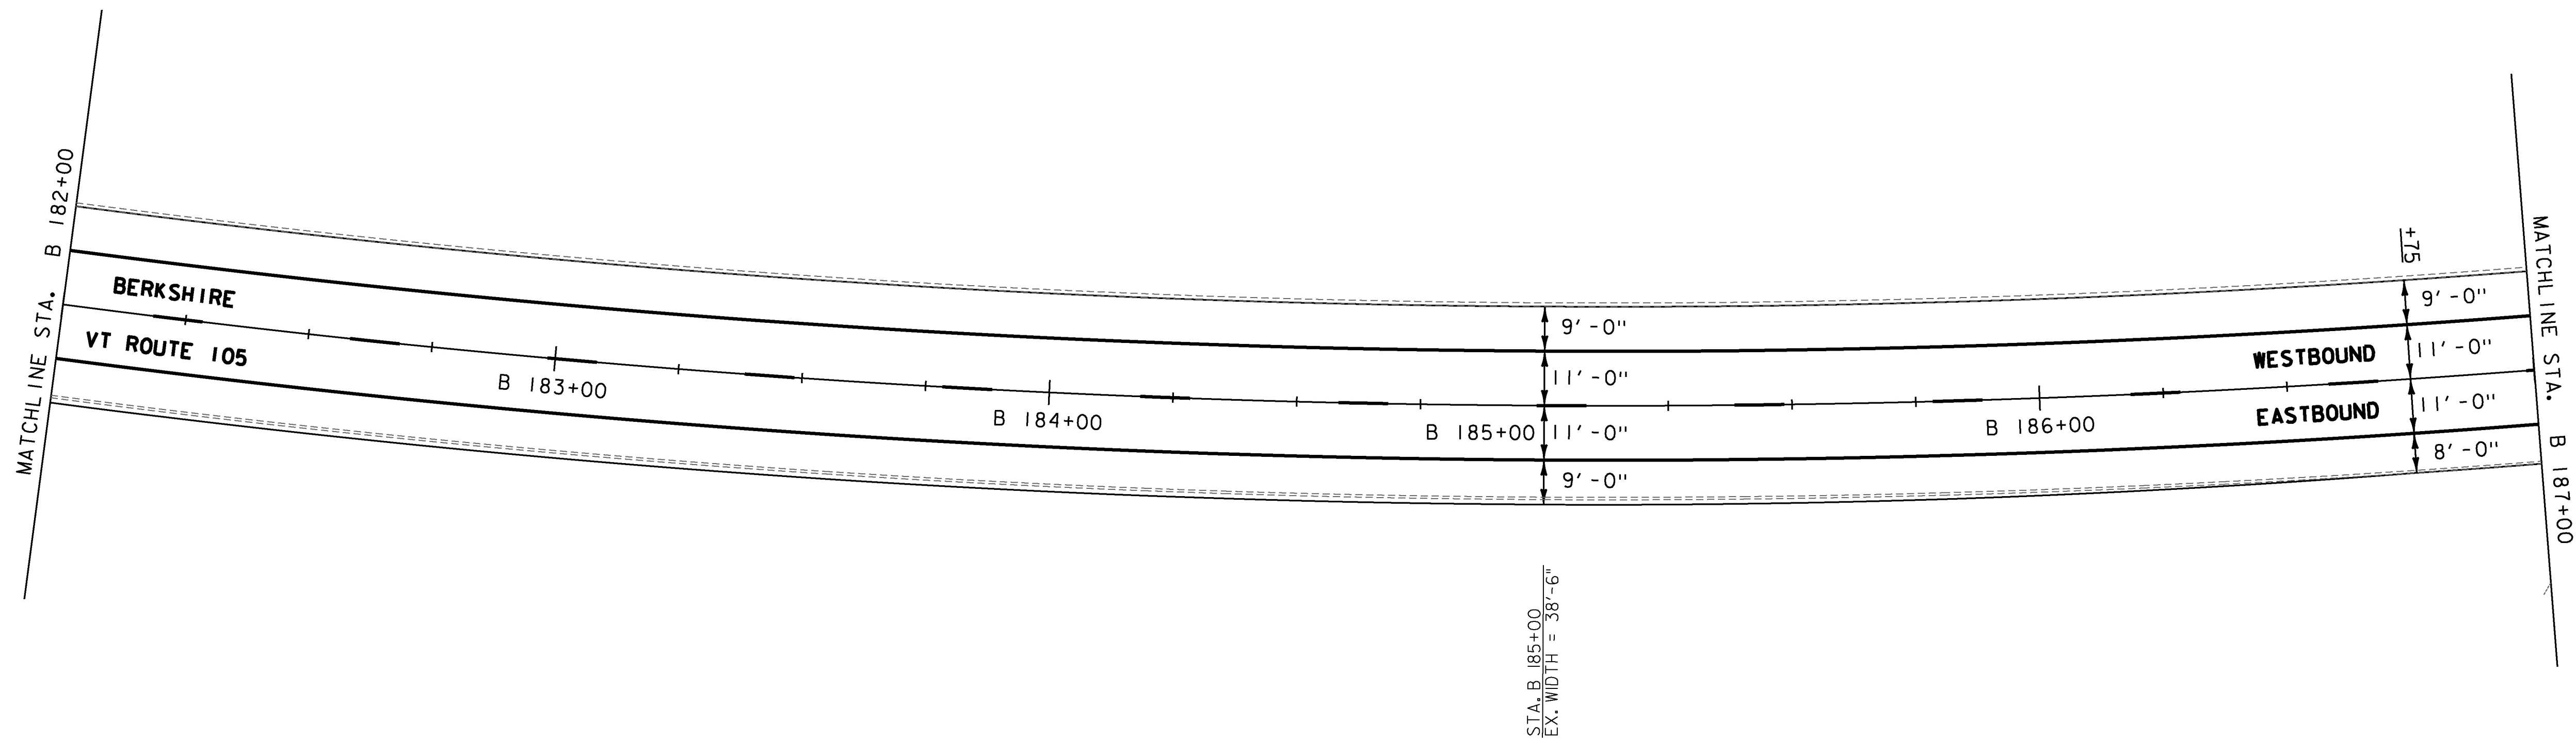 MATCHLINE STA. B 182+00
BERKSHIRE
VT ROUTE 105
B 183+00
B 184+00
B 185+00
9'-0"
11'-0"
11'-0"
9'-0"
STA. B 185+00
EX. WIDTH = 38'-6"
B 186+00
WESTBOUND
EASTBOUND
+75
9'-0"
11'-0"
11'-0"
8'-0"
MATCHLINE STA. B 187+00